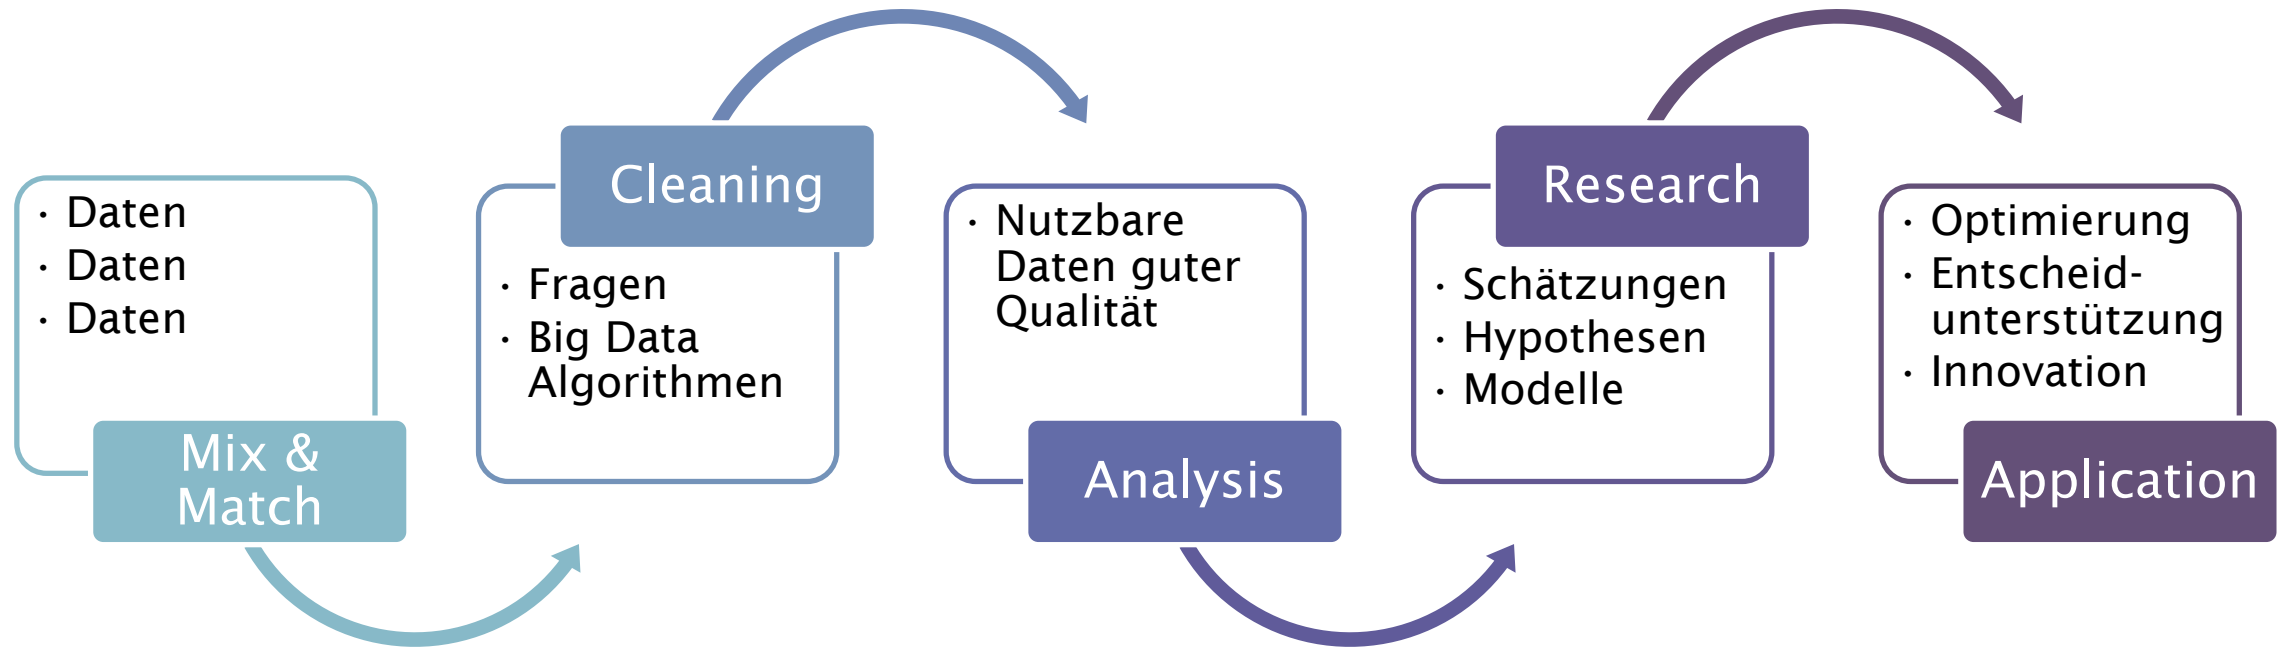 · Daten
· Daten
· Daten
Mix &
Match
Cleaning
· Fragen
· Big Data
Algorithmen
· Nutzbare
Daten guter
Qualität
Analysis
Research
· Schätzungen
· Hypothesen
· Modelle
· Optimierung
· Entscheid-
unterstützung
· Innovation
Application